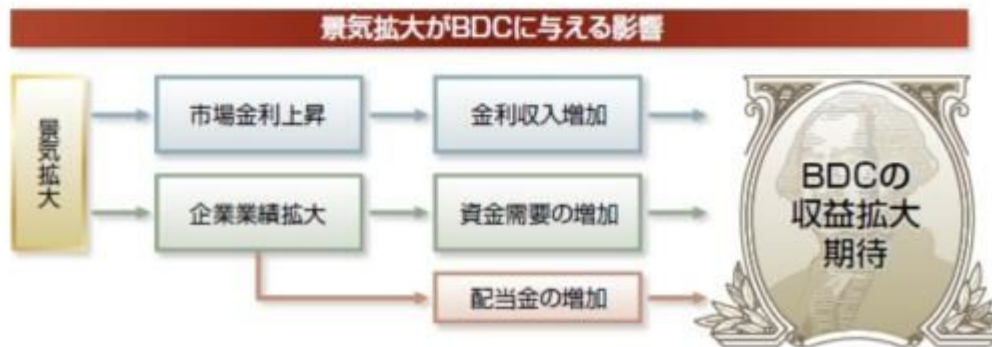 景気拡大がBDCに与える影響
景気拡大
市場金利上昇
金利収入増加
企業業績拡大
資金需要の増加
配当金の増加
BDCの
収益拡大
期待